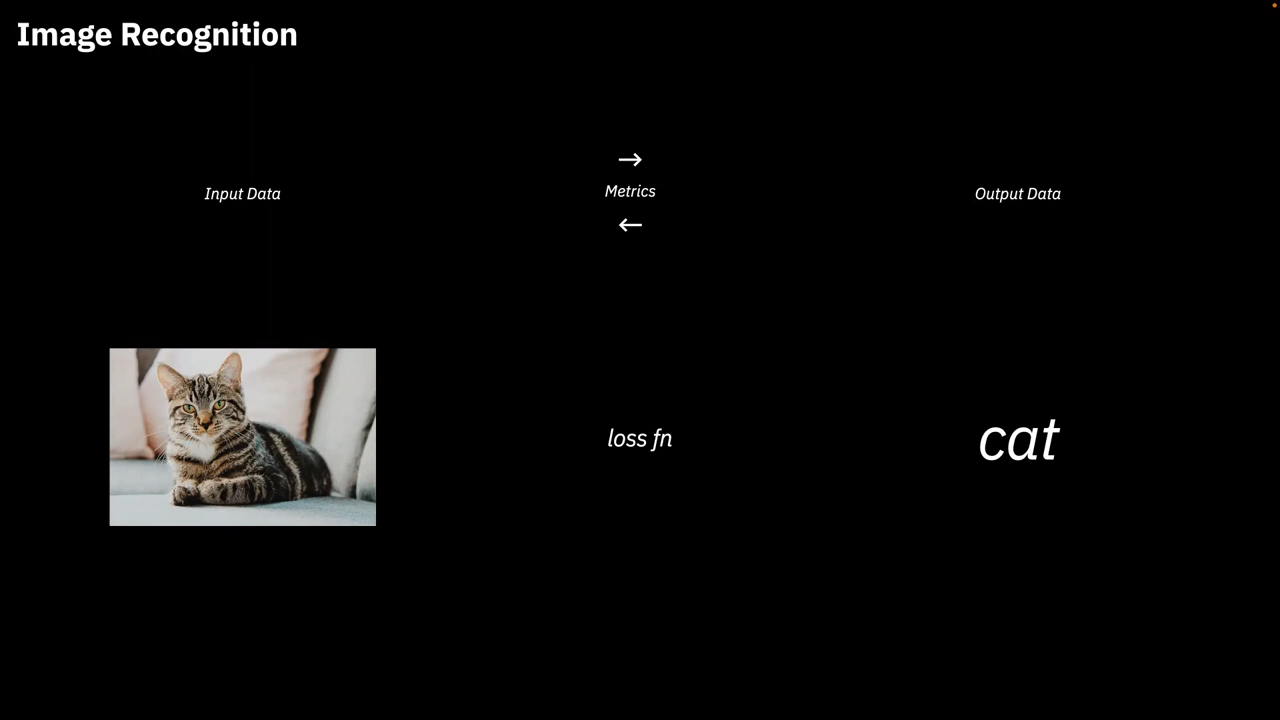 Image Recognition
→
Input Data
Metrics
Output Data
←
loss fn
cat